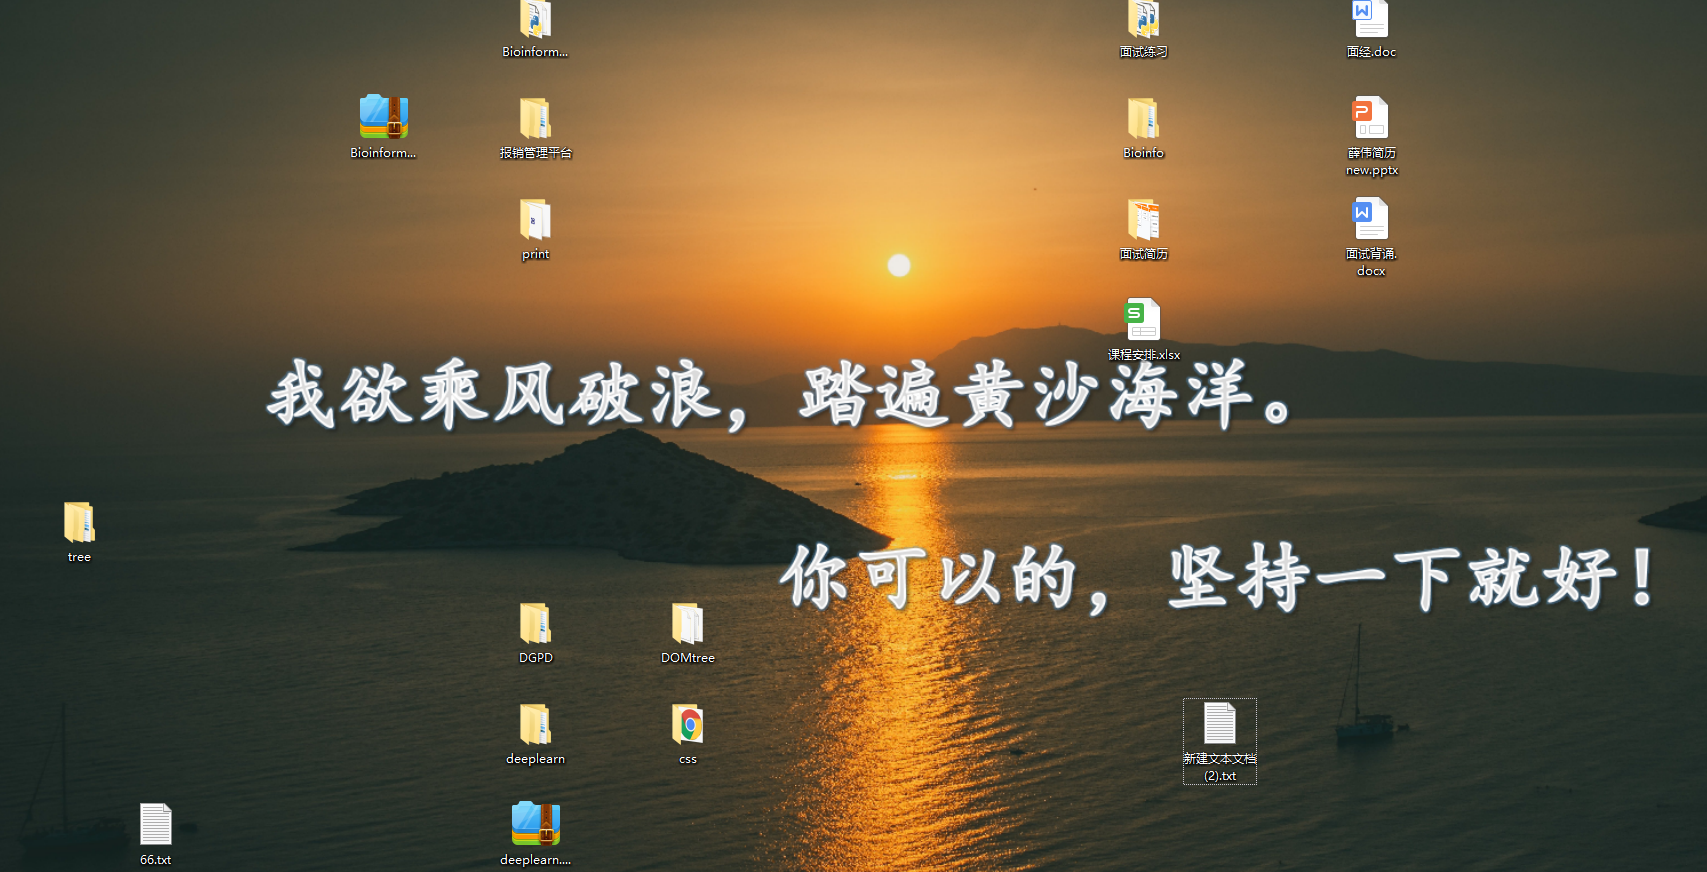 Bioinform...
面试练习
面经.doc
Bioinform...
报销管理平台
Bioinfo
薛伟简历
new.pptx
print
面试简历
面试背诵.
docx
课程安排.xlsx
我欲乘风破浪，踏遍黄沙海洋。
tree
你可以的，坚持一下就好！
DGPD
DOMtree
deeplearn
css
新建文本文档
(2).txt
66.txt
deeplearn....